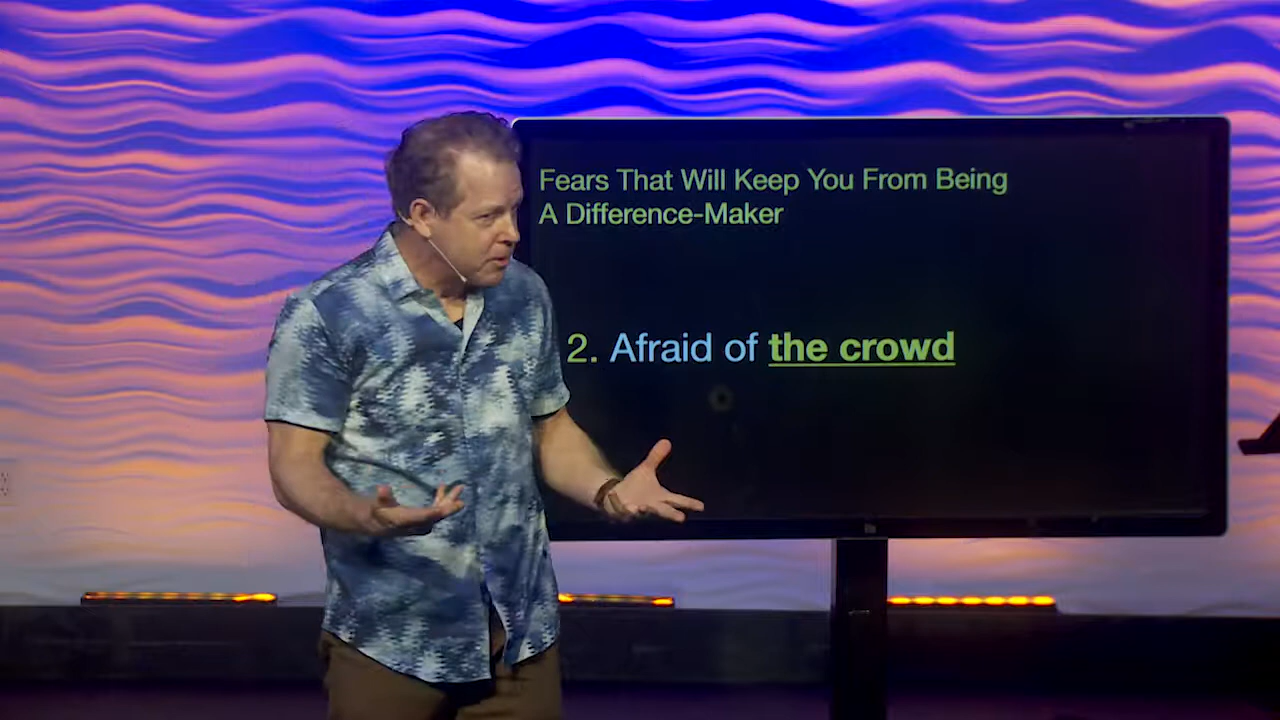 Fears That Will Keep You From Being
A Difference-Maker
2. Afraid of the crowd